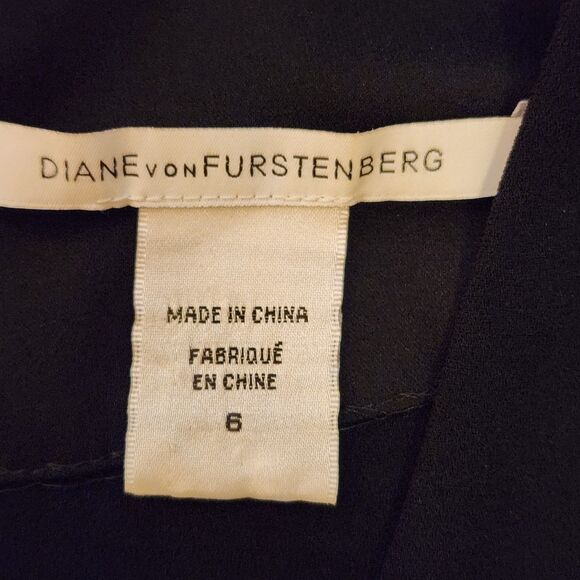 DIANE VON FURSTENBERG
MADE IN CHINA
FABRIQUÉ
EN CHINE
6